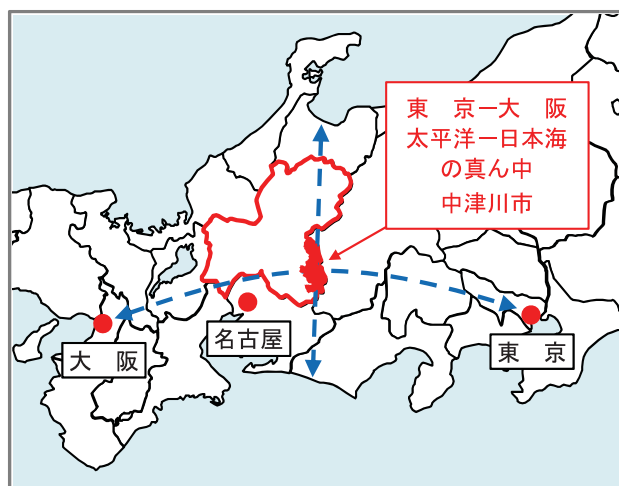 東　京ー大　阪
太平洋ー日本海
の真ん中
中津川市
名古屋
大　阪
東　京